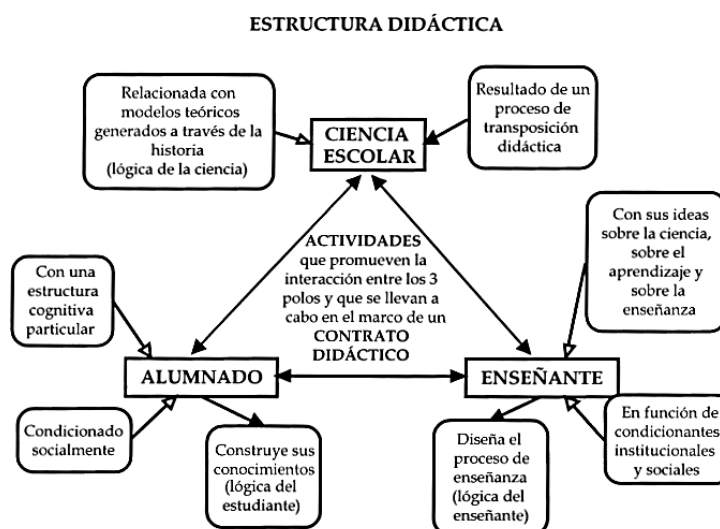 ESTRUCTURA DIDÁCTICA
Relacionada con
modelos teóricos
generados a través de la
historia
(lógica de la ciencia)
Resultado de un
proceso de
transposición
didáctica
CIENCIA
ESCOLAR
ACTIVIDADES
que promueven la
interacción entre los 3
polos y que se llevan a
cabo en el marco de un
CONTRATO
DIDÁCTICO
Con sus ideas
sobre la ciencia,
sobre el
aprendizaje y
sobre la
enseñanza
Con una
estructura
cognitiva
particular
ALUMNADO
ENSEÑANTE
Condicionado
socialmente
Construye sus
conocimientos
(lógica del
estudiante)
Diseña el
proceso de
enseñanza
(lógica del
enseñante)
En función de
condicionantes
institucionales
y sociales